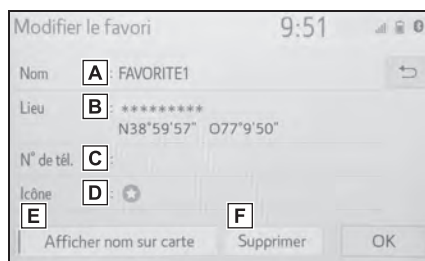 Modifier le favori 9:51 0
Nom A : FAVORITE1
Lieu B : *********
N38°59'57" O77°9'50"
N° de tél. C :
Icône D :
E F
Afficher nom sur carte Supprimer OK